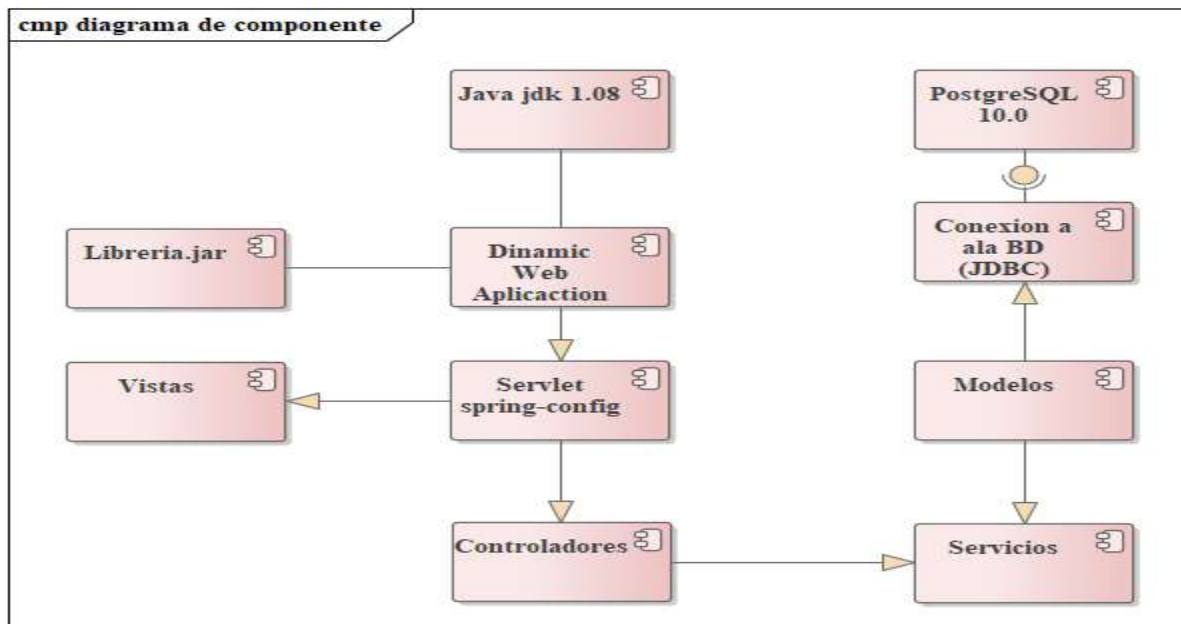 cmp diagrama de componente
Java jdk 1.08
PostgreSQL
10.0
Libreria.jar
Dinamic
Web
Aplicaction
Conexion a
ala BD
(JDBC)
Vistas
Servlet
spring-config
Modelos
Controladores
Servicios